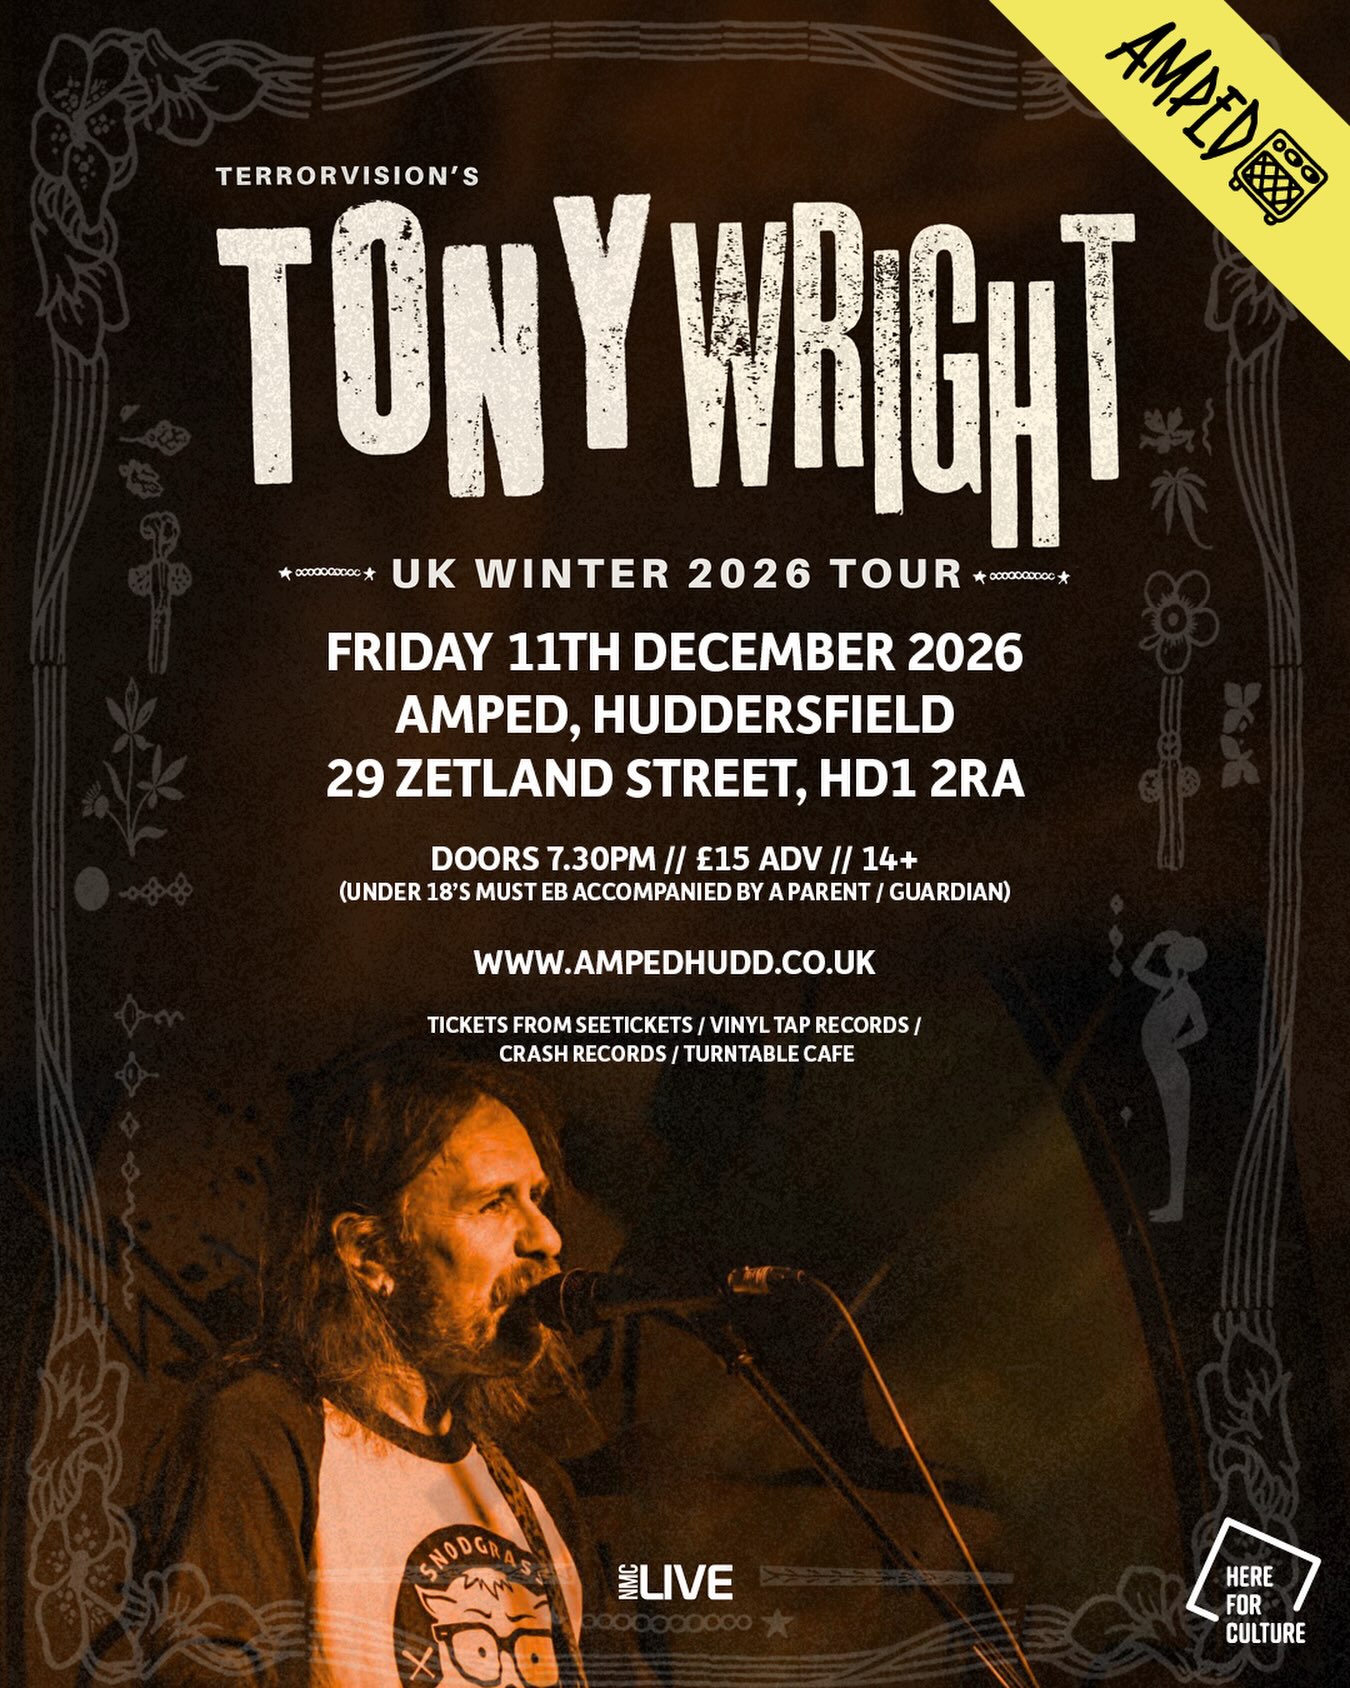 AMPED
TERRORVISION'S
TONY WRIGHT
UK WINTER 2026 TOUR
FRIDAY 11TH DECEMBER 2026
AMPED, HUDDERSFIELD
29 ZETLAND STREET, HD1 2RA
DOORS 7.30PM // £15 ADV // 14+
(UNDER 18'S MUST EB ACCOMPANIED BY A PARENT / GUARDIAN)
WWW.AMPEDHUDD.CO.UK
TICKETS FROM SEETICKETS / VINYL TAP RECORDS /
CRASH RECORDS / TURNTABLE CAFE
SNODGRASS
NMC LIVE
HERE
FOR
CULTURE